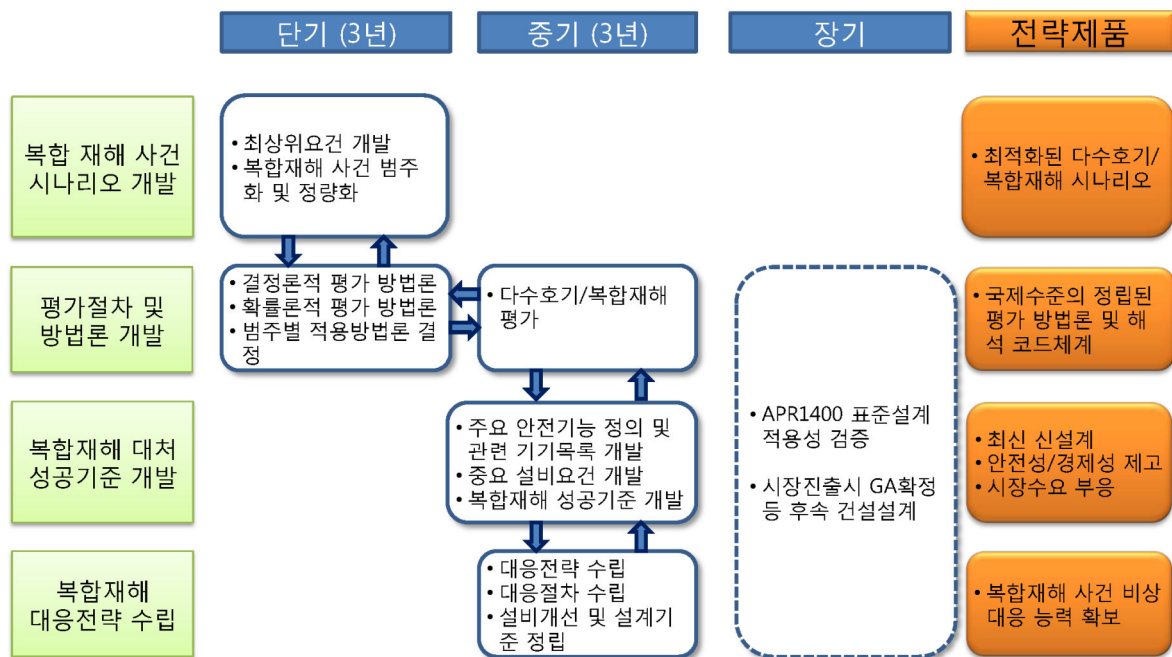 단기 (3년)
중기 (3년)
장기
전략제품
복합 재해 사건
시나리오 개발
• 최상위요건 개발
• 복합재해 사건 범주
화 및 정량화
• 최적화된 다수호기/
복합재해 시나리오
평가절차 및
방법론 개발
• 결정론적 평가 방법론
• 확률론적 평가 방법론
• 범주별 적용방법론 결
정
• 다수호기/복합재해
평가
• 국제수준의 정립된
평가 방법론 및 해
석 코드체계
복합재해 대처
성공기준 개발
• 주요 안전기능 정의 및
관련 기기목록 개발
• 중요 설비요건 개발
• 복합재해 성공기준 개발
• APR1400 표준설계
적용성 검증
• 시장진출시 GA확정
등 후속 건설설계
• 최신 신설계
• 안전성/경제성 제고
• 시장수요 부응
복합재해
대응전략 수립
• 대응전략 수립
• 대응절차 수립
• 설비개선 및 설계기
준 정립
• 복합재해 사건 비상
대응 능력 확보